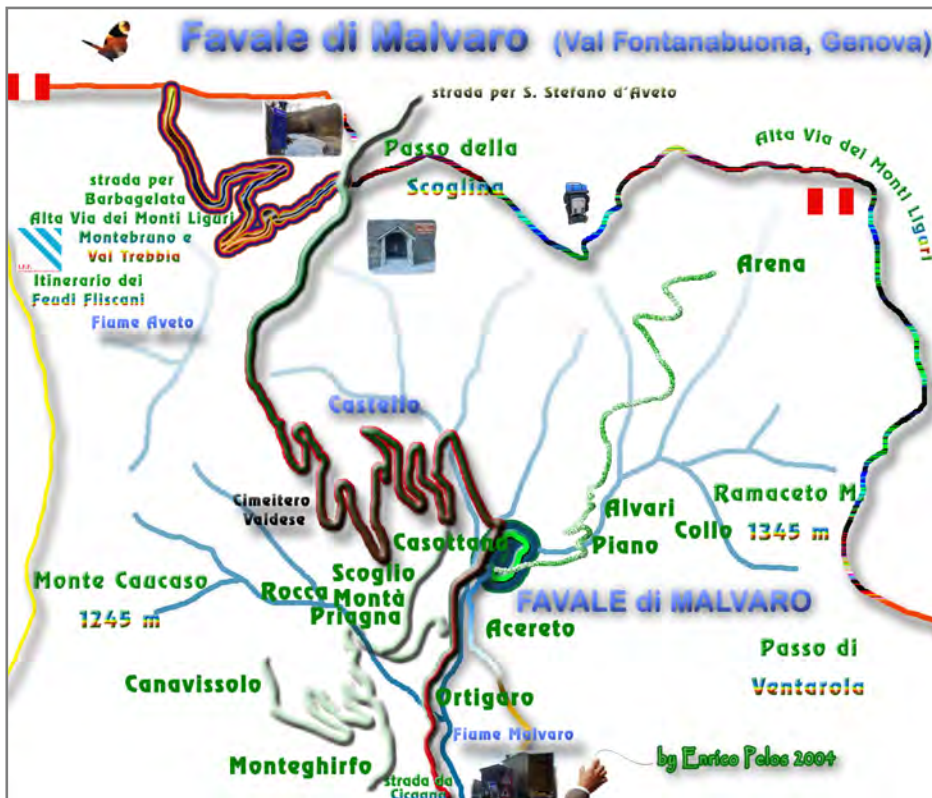 Favale di Malvaro (Val Fontanabuona, Genova)
strada per S. Stefano d'Aveto
Passo della
Scoglina
Alta Via dei Monti Liguri
strada per
Barbagelata
Alta Via dei Monti Liguri
Montebruno e
Val Trebbia
Itinerario dei
Feudi Fliscani
Fiume Aveto
Arena
Castello
Cimeitero
Valdese
Casottana
Alvari
Piano
Ramaceto M.
Collo 1345 m
Monte Caucaso
1245 m
Scoglio
Rocca Montà
Priagna
FAVALE di MALVARO
Acereto
Passo di
Ventarola
Canavissolo
Ortigaro
Fiume Malvaro
Monteghirfo
by Enrico Pelos 2004
strada da
Cicagna